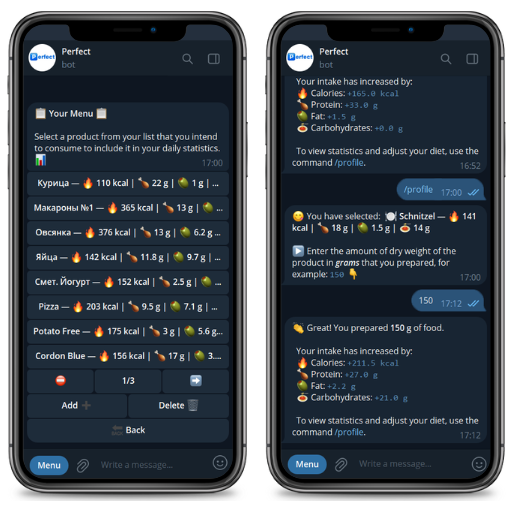 Perfect
Perfect
bot
📋 Your Menu 📋
Select a product from your list that you intend
to consume to include it in your daily statistics.
📊
17:00
Курица — 🔥 110 kcal | 🍗 22 g | 🥥 1 g | ...
Макароны №1 — 🔥 365 kcal | 🍗 13 g | 🥥 ...
Овсянка — 🔥 376 kcal | 🍗 13 g | 🥥 6.2 g ...
Яйца — 🔥 142 kcal | 🍗 11.8 g | 🥥 9.7 g | ...
Смет. Йогурт — 🔥 152 kcal | 🍗 2.5 g | 🥥 ...
Pizza — 🔥 203 kcal | 🍗 9.5 g | 🥥 7.1 g | ...
Potato Free — 🔥 175 kcal | 🍗 3 g | 🥥 5.6 g...
Cordon Blue — 🔥 156 kcal | 🍗 17 g | 🥥 3....
⛔ 1/3 ➡️
Add ➕ Delete 🗑
🔙 Back
Menu Write a message...
Perfect
Perfect
bot
Your intake has increased by:
🔥 Calories: +165.0 kcal
🍗 Protein: +33.0 g
🥥 Fat: +1.5 g
🍝 Carbohydrates: +0.0 g
To view statistics and adjust your diet, use the
command /profile.
16:52
/profile 17:00
😋 You have selected: 🍽 Schnitzel — 🔥 141
kcal | 🍗 18 g | 🥥 1.5 g | 🍝 14 g
▶️ Enter the amount of dry weight of the
product in grams that you prepared, for
example: 150 👇
17:00
150 17:12
👏 Great! You prepared 150 g of food.
Your intake has increased by:
🔥 Calories: +211.5 kcal
🍗 Protein: +27.0 g
🥥 Fat: +2.2 g
🍝 Carbohydrates: +21.0 g
To view statistics and adjust your diet, use the
command /profile.
17:12
Menu Write a message...